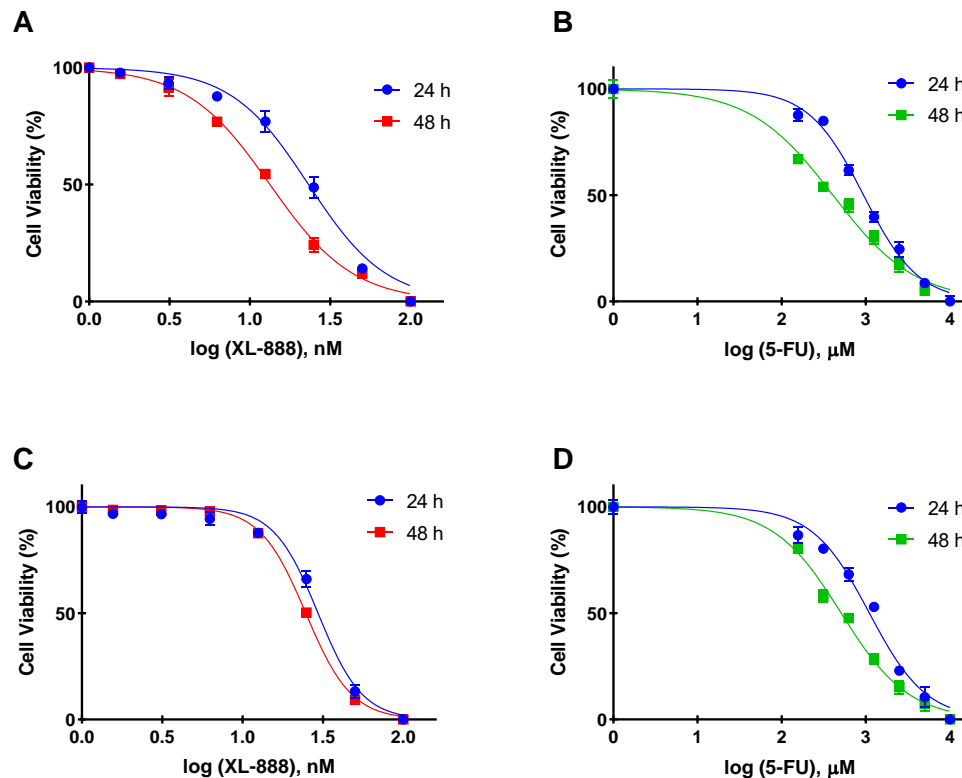 A
100
50
0
Cell Viability (%)
24 h
48 h
0.0 0.5 1.0 1.5 2.0
log (XL-888), nM
B
100
50
0
Cell Viability (%)
24 h
48 h
0 1 2 3 4
log (5-FU), μM
C
100
50
0
Cell Viability (%)
24 h
48 h
0.0 0.5 1.0 1.5 2.0
log (XL-888), nM
D
100
50
0
Cell Viability (%)
24 h
48 h
0 1 2 3 4
log (5-FU), μM